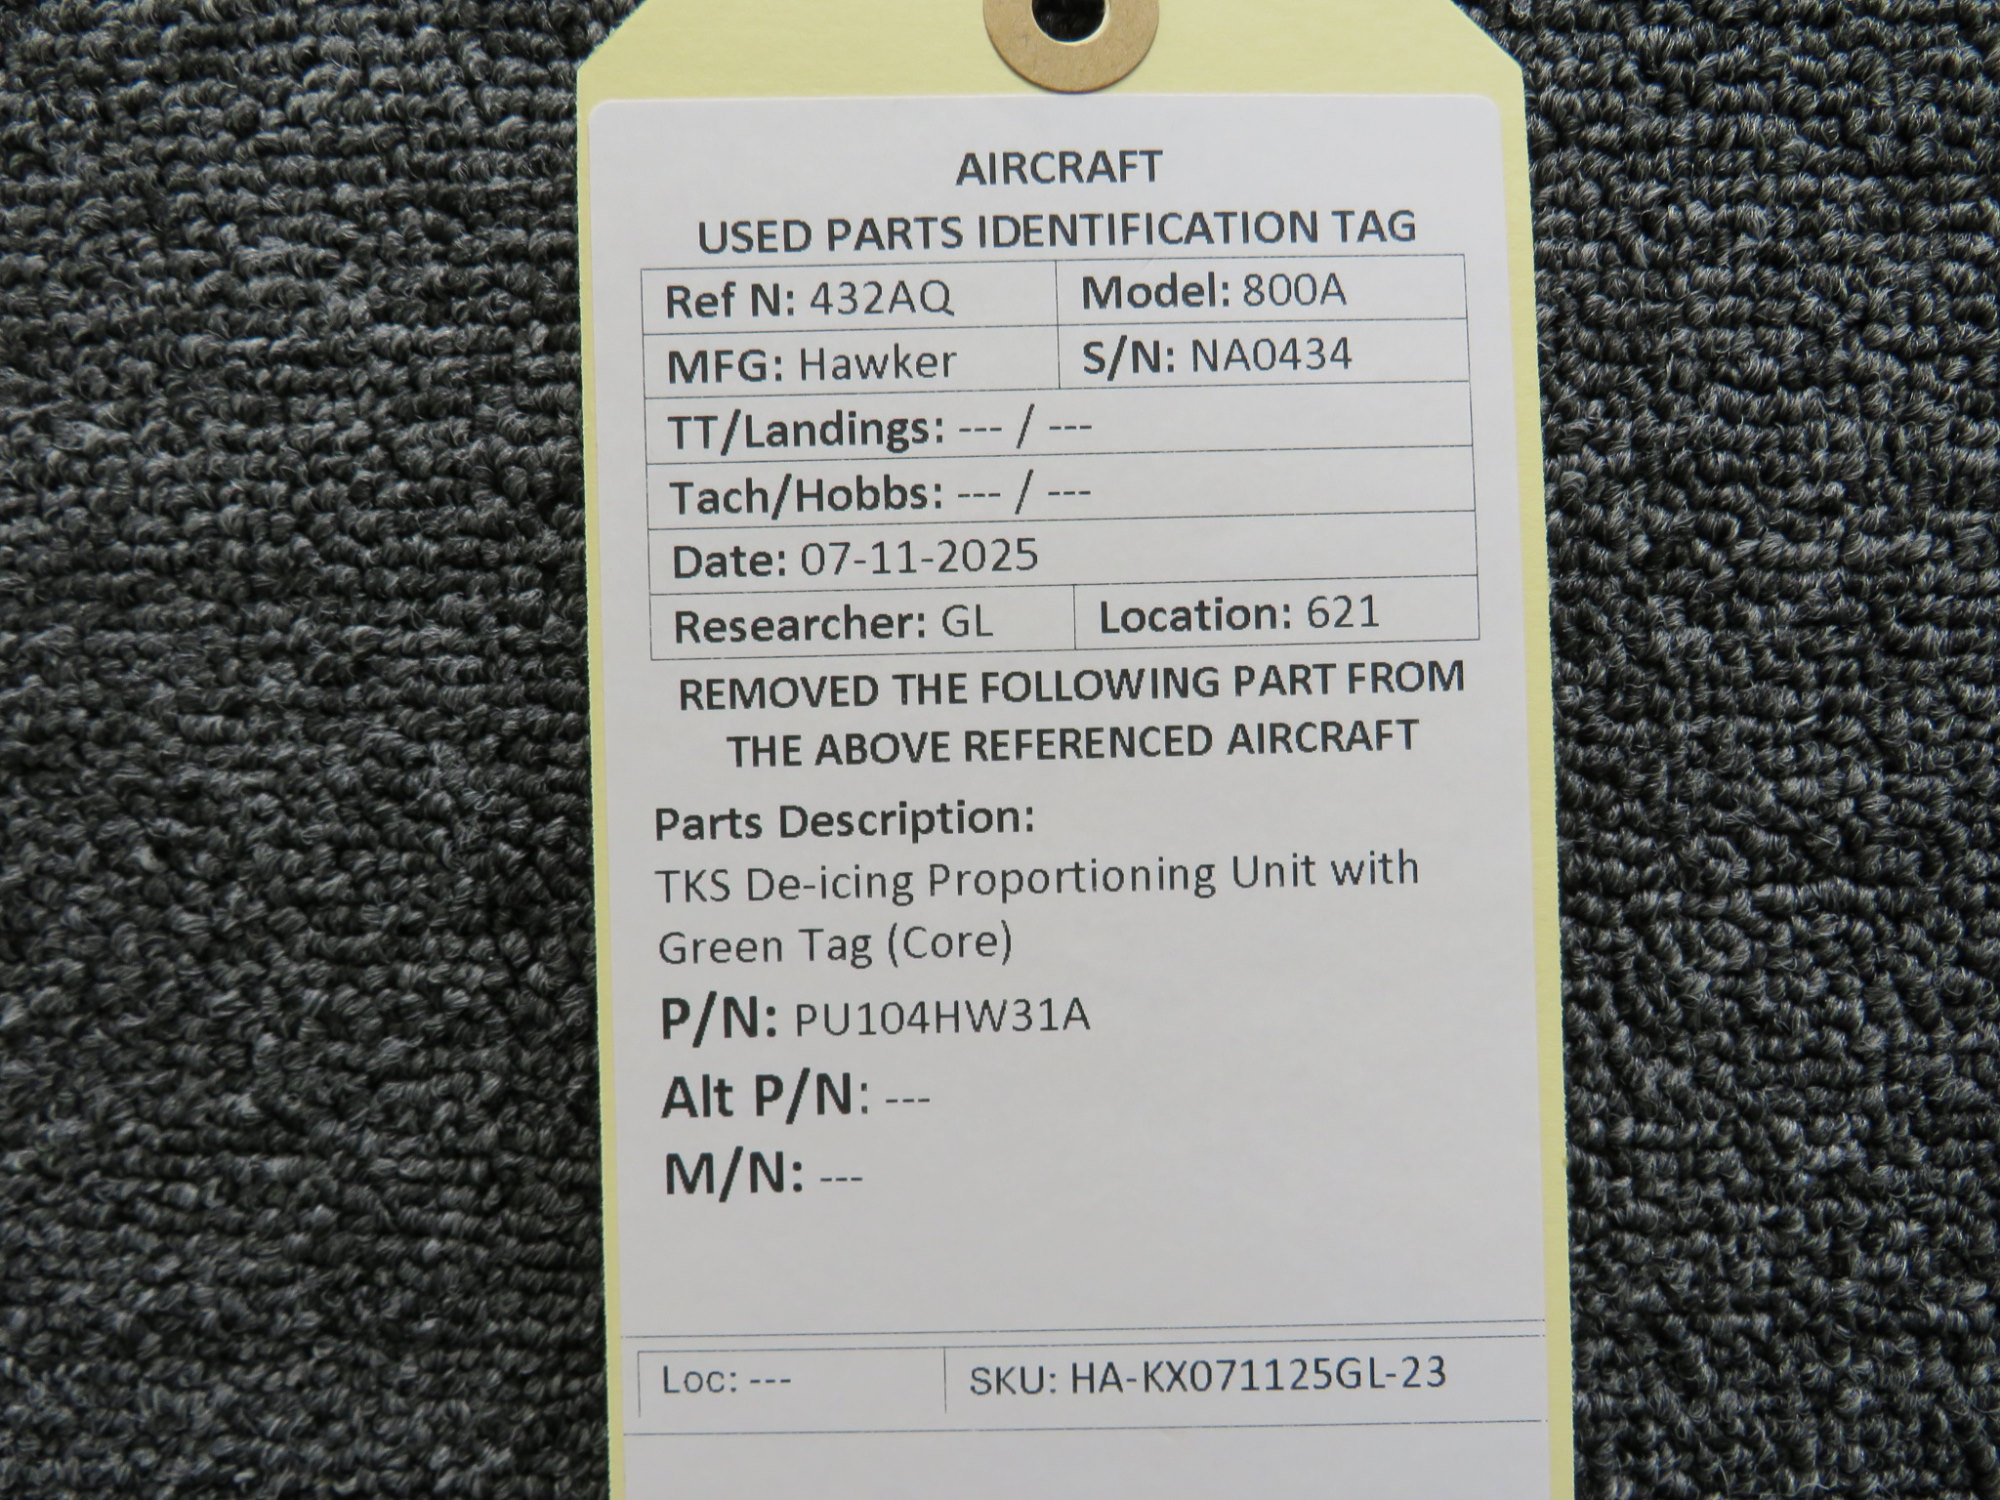 AIRCRAFT
USED PARTS IDENTIFICATION TAG
Ref N: 432AQ Model: 800A
MFG: Hawker S/N: NA0434
TT/Landings: --- / ---
Tach/Hobbs: --- / ---
Date: 07-11-2025
Researcher: GL Location: 621
REMOVED THE FOLLOWING PART FROM
THE ABOVE REFERENCED AIRCRAFT
Parts Description:
TKS De-icing Proportioning Unit with
Green Tag (Core)
P/N: PU104HW31A
Alt P/N: ---
M/N: ---
Loc: --- SKU: HA-KX071125GL-23